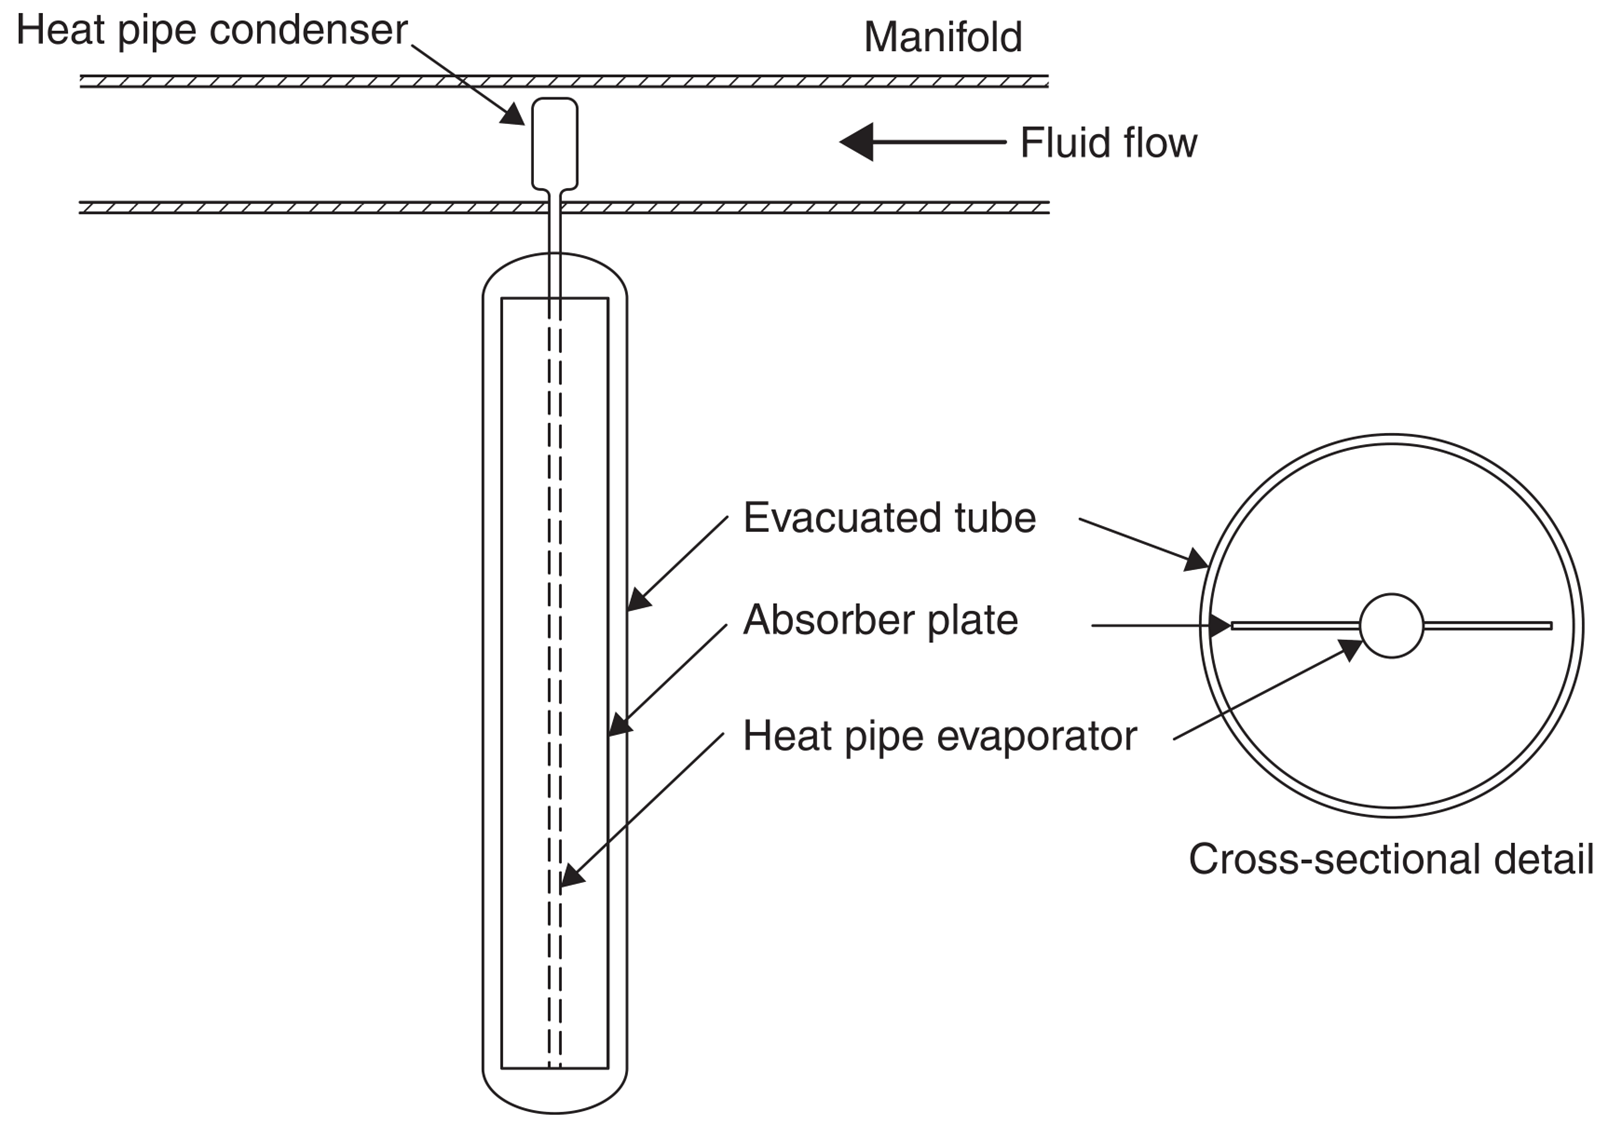 Heat pipe condenser
Manifold
Fluid flow
Evacuated tube
Absorber plate
Heat pipe evaporator
Cross-sectional detail